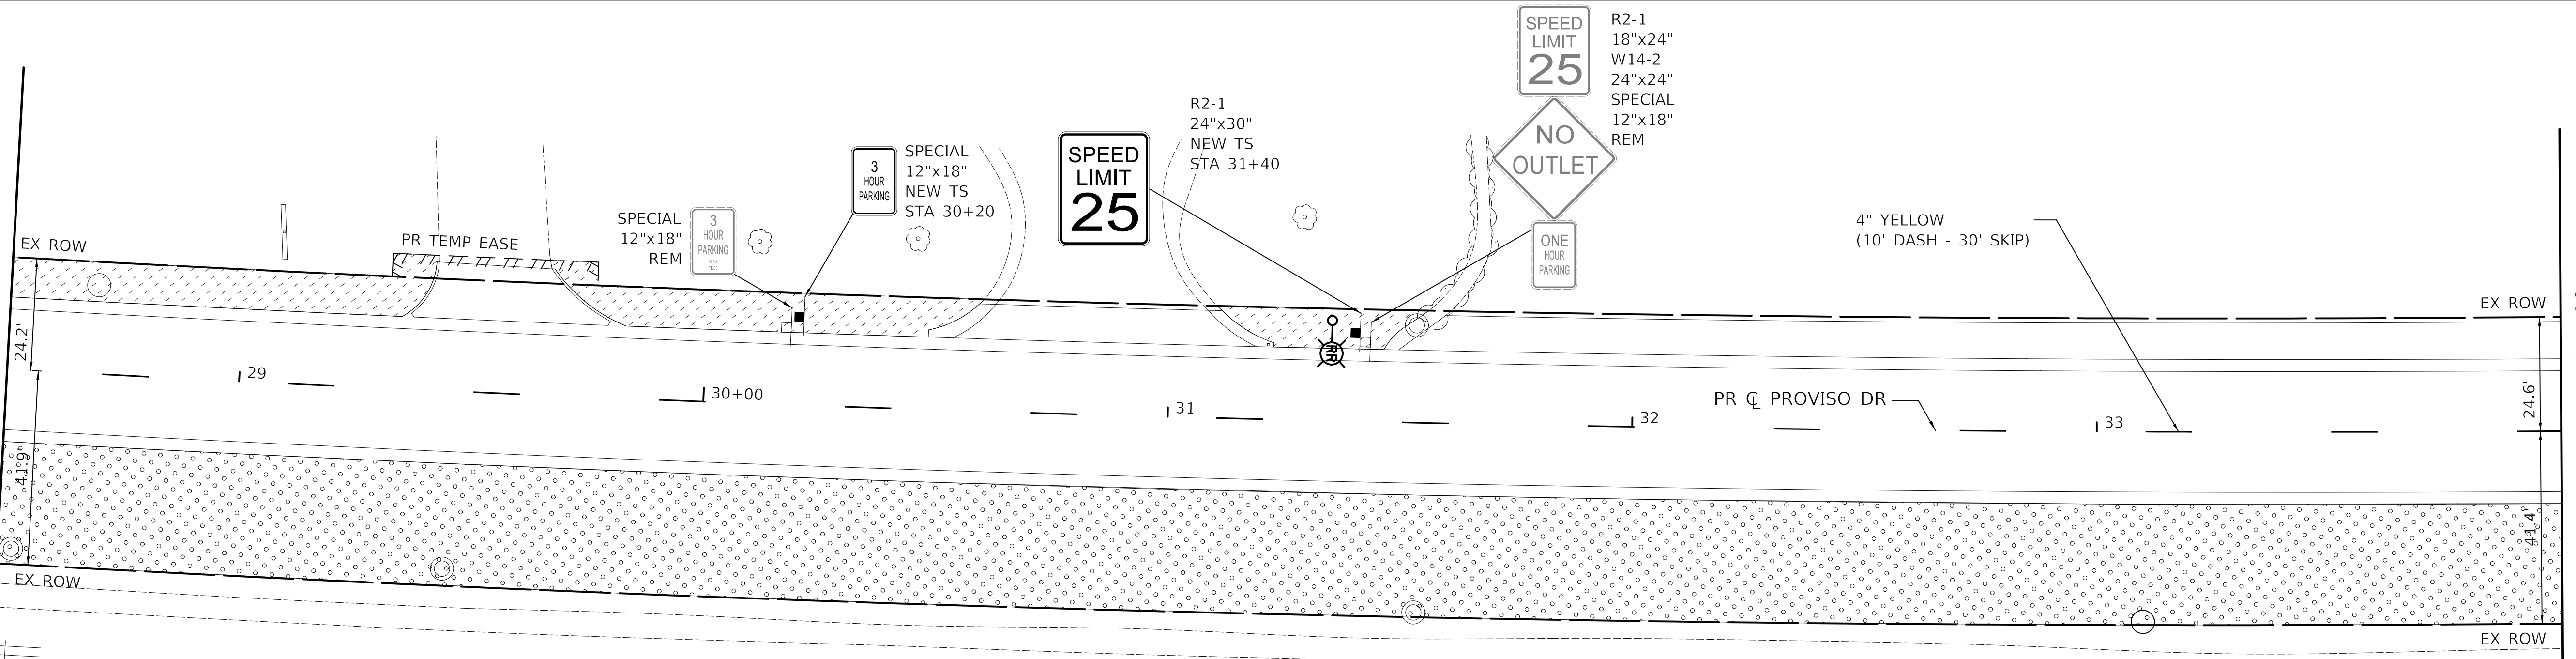 SPEED
LIMIT
25
R2-1
18"x24"
W14-2
24"x24"
SPECIAL
12"x18"
REM
NO
OUTLET
ONE
HOUR
PARKING
R2-1
24"x30"
NEW TS
STA 31+40
SPEED
LIMIT
25
3
HOUR
PARKING
SPECIAL
12"x18"
NEW TS
STA 30+20
SPECIAL
12"x18"
REM
3
HOUR
PARKING
4" YELLOW
(10' DASH - 30' SKIP)
EX ROW
PR TEMP EASE
EX ROW
24.2'
RR
29
30+00
31
32
PR CL PROVISO DR
33
24.6'
41.9'
41.4'
EX ROW
EX ROW